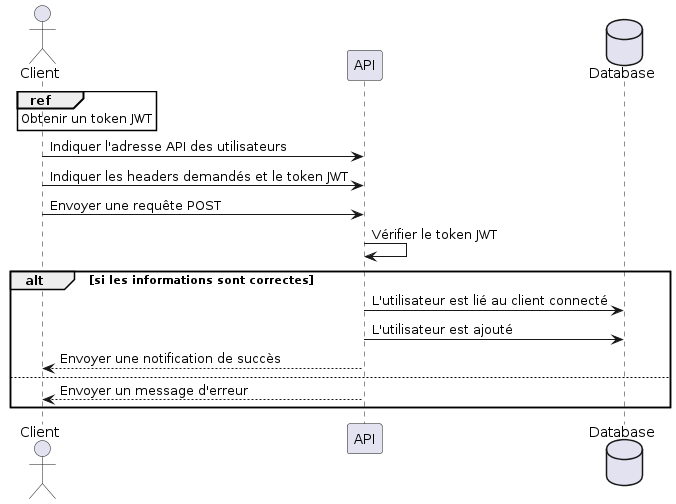 Client
API
Database
ref
Obtenir un token JWT
Indiquer l'adresse API des utilisateurs
Indiquer les headers demandés et le token JWT
Envoyer une requête POST
Vérifier le token JWT
alt [si les informations sont correctes]
L'utilisateur est lié au client connecté
L'utilisateur est ajouté
Envoyer une notification de succès
Envoyer un message d'erreur
Client
API
Database